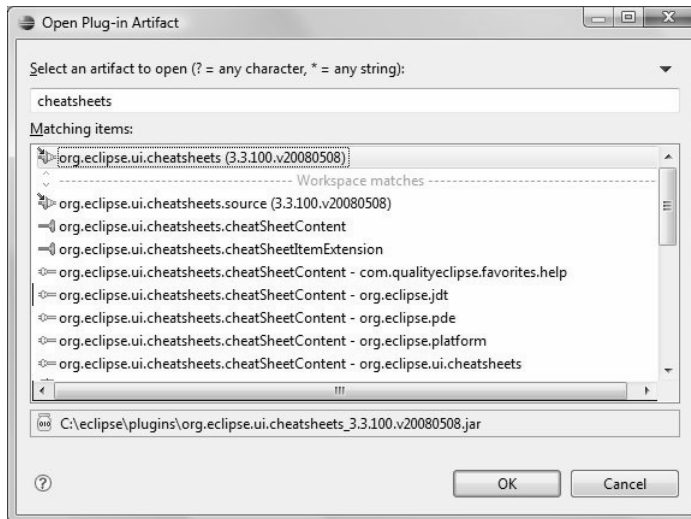 Open Plug-in Artifact
Select an artifact to open (? = any character, * = any string):
cheatsheets
Matching items:
org.eclipse.ui.cheatsheets (3.3.100.v20080508)
Workspace matches
org.eclipse.ui.cheatsheets.source (3.3.100.v20080508)
org.eclipse.ui.cheatsheets.cheatSheetContent
org.eclipse.ui.cheatsheets.cheatSheetItemExtension
org.eclipse.ui.cheatsheets.cheatSheetContent - com.qualityeclipse.favorites.help
org.eclipse.ui.cheatsheets.cheatSheetContent - org.eclipse.jdt
org.eclipse.ui.cheatsheets.cheatSheetContent - org.eclipse.pde
org.eclipse.ui.cheatsheets.cheatSheetContent - org.eclipse.platform
org.eclipse.ui.cheatsheets.cheatSheetContent - org.eclipse.ui.cheatsheets
010 C:\eclipse\plugins\org.eclipse.ui.cheatsheets_3.3.100.v20080508.jar
? OK Cancel